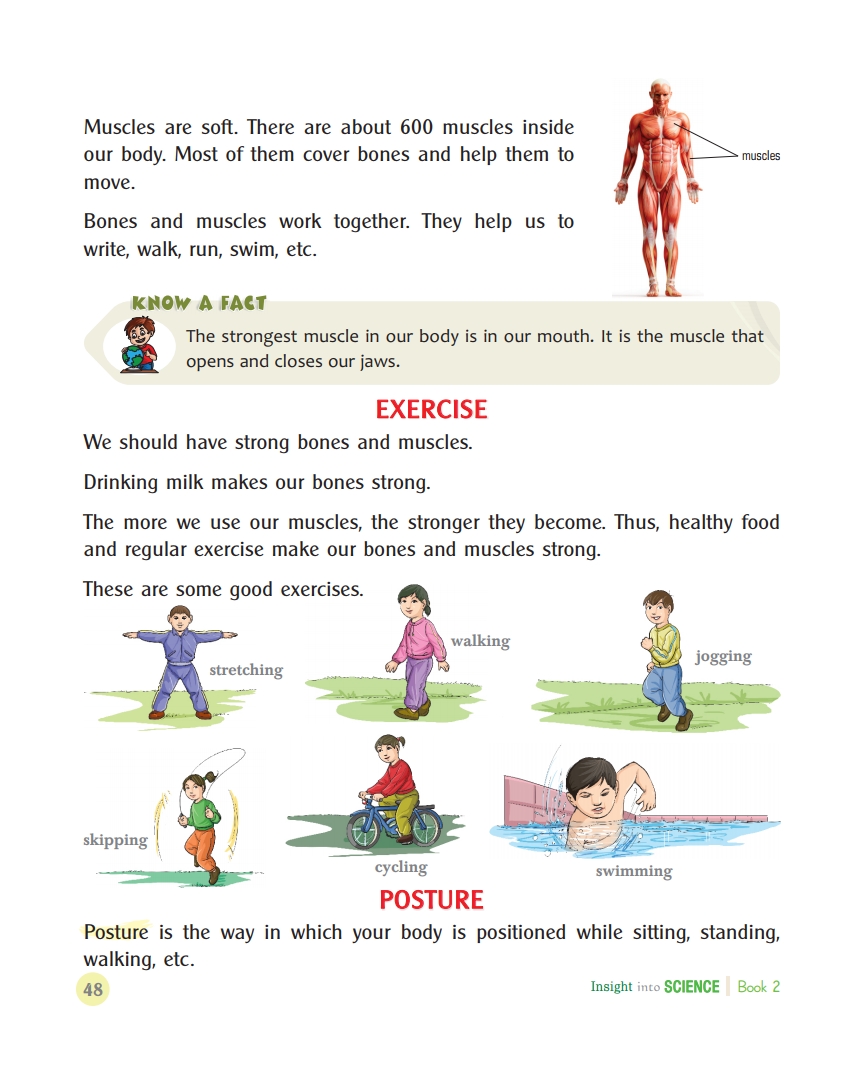 Muscles are soft. There are about 600 muscles inside
our body. Most of them cover bones and help them to
move.
muscles
Bones and muscles work together. They help us to
write, walk, run, swim, etc.
KNOW A FACT
The strongest muscle in our body is in our mouth. It is the muscle that
opens and closes our jaws.
EXERCISE
We should have strong bones and muscles.
Drinking milk makes our bones strong.
The more we use our muscles, the stronger they become. Thus, healthy food
and regular exercise make our bones and muscles strong.
These are some good exercises.
stretching
walking
jogging
skipping
cycling
swimming
POSTURE
Posture is the way in which your body is positioned while sitting, standing,
walking, etc.
48
Insight into SCIENCE Book 2